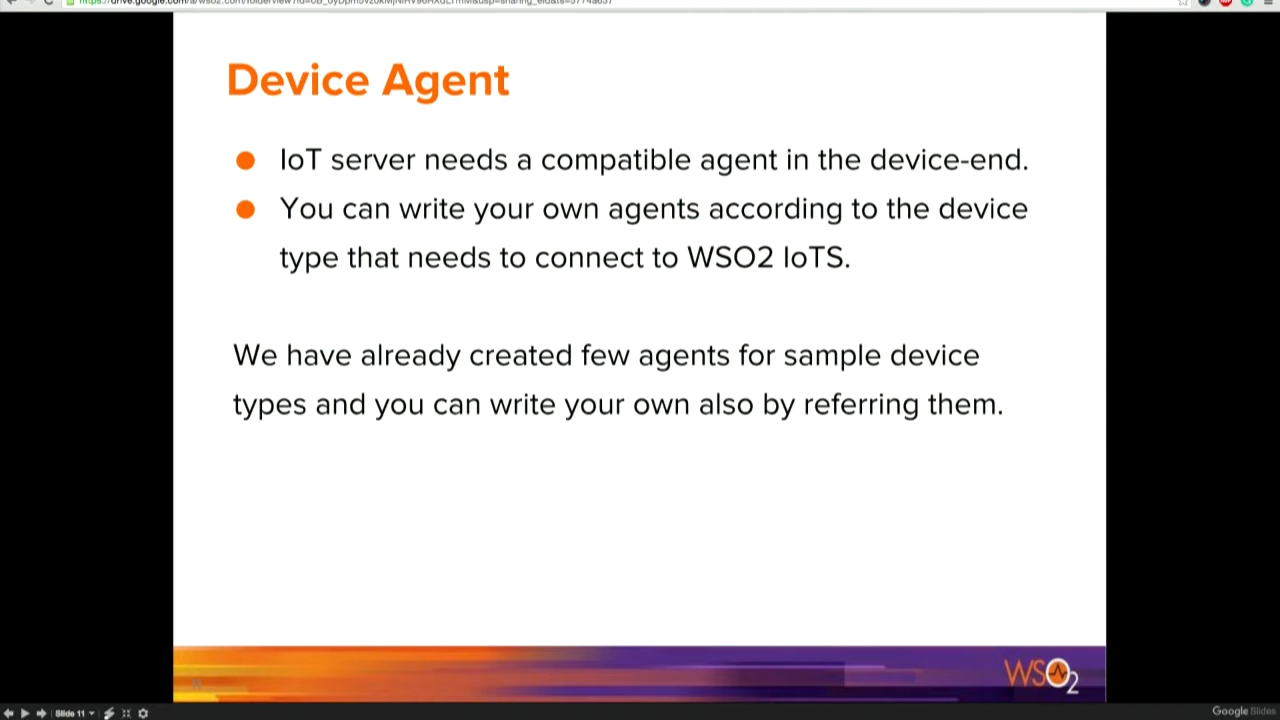 Device Agent
IoT server needs a compatible agent in the device-end.
You can write your own agents according to the device
type that needs to connect to WSO2 IoTS.
We have already created few agents for sample device
types and you can write your own also by referring them.
WSO2
Slide 11
Google Slides